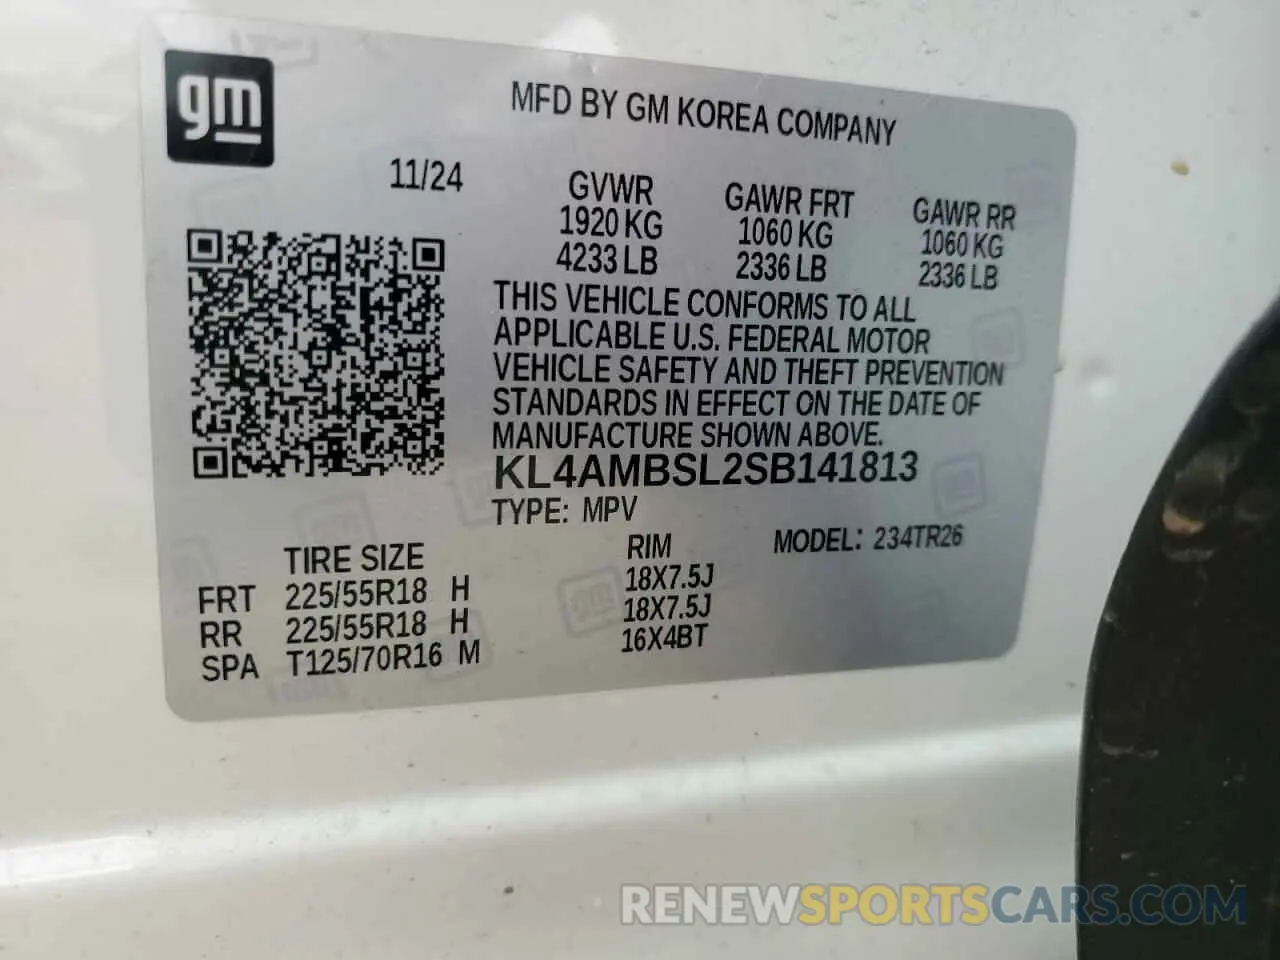 gm
MFD BY GM KOREA COMPANY
11/24
GVWR GAWR FRT GAWR RR
1920 KG 1060 KG 1060 KG
4233 LB 2336 LB 2336 LB
THIS VEHICLE CONFORMS TO ALL
APPLICABLE U.S. FEDERAL MOTOR
VEHICLE SAFETY AND THEFT PREVENTION
STANDARDS IN EFFECT ON THE DATE OF
MANUFACTURE SHOWN ABOVE.
KL4AMBSL2SB141813
TYPE: MPV MODEL: 234TR26
TIRE SIZE RIM
FRT 225/55R18 H 18X7.5J
RR 225/55R18 H 18X7.5J
SPA T125/70R16 M 16X4BT
RENEWSPORTSCARS.COM